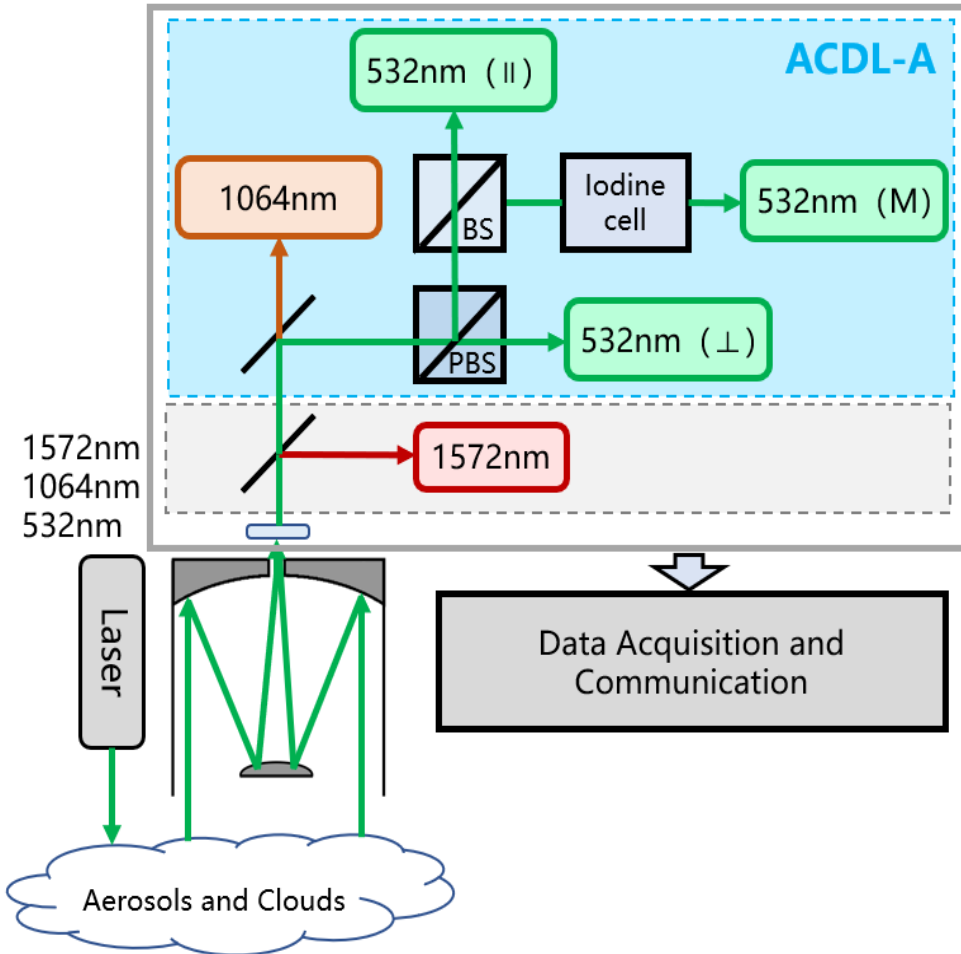 ACDL-A
532nm (॥)
1064nm
BS
Iodine
cell
532nm (M)
PBS
532nm (⊥)
1572nm
1572nm
1064nm
532nm
Laser
Data Acquisition and
Communication
Aerosols and Clouds